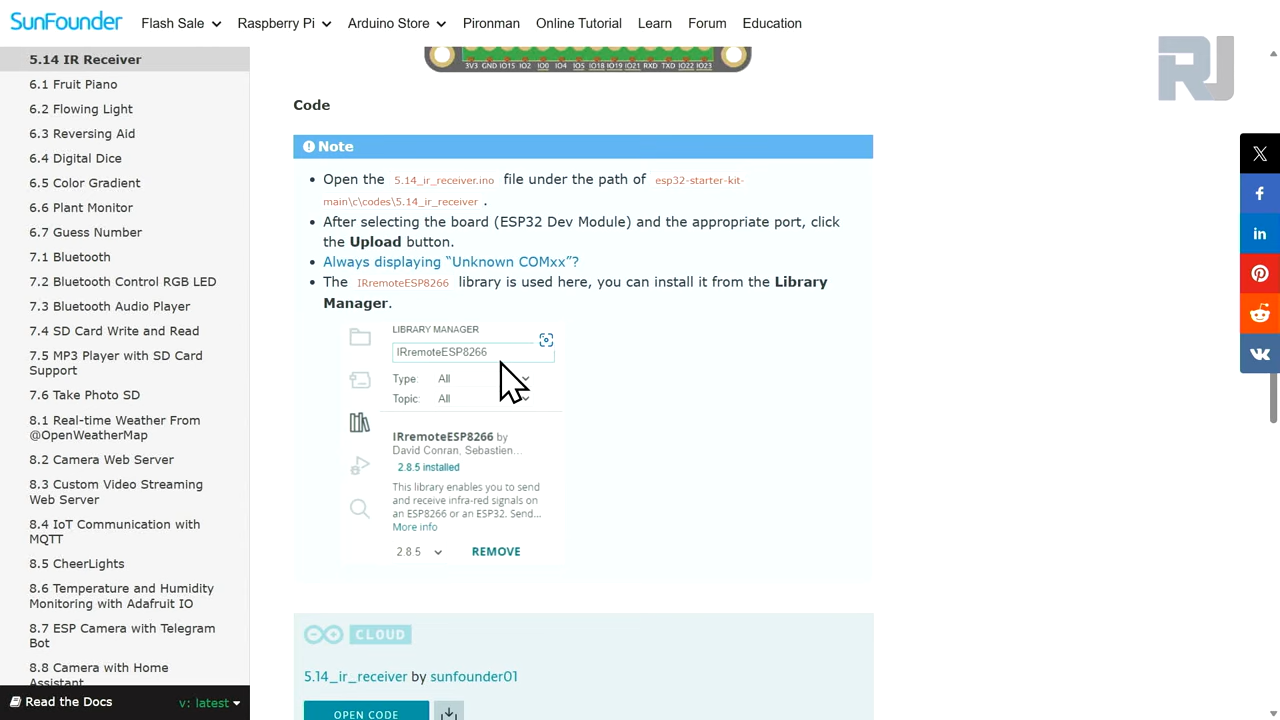 SUNFOUNDER
Flash Sale
Raspberry Pi
Arduino Store
Pironman
Online Tutorial
Learn
Forum
Education
RJ
5.14 IR Receiver
6.1 Fruit Piano
6.2 Flowing Light
6.3 Reversing Aid
6.4 Digital Dice
6.5 Color Gradient
6.6 Plant Monitor
6.7 Guess Number
7.1 Bluetooth
7.2 Bluetooth Control RGB LED
7.3 Bluetooth Audio Player
7.4 SD Card Write and Read
7.5 MP3 Player with SD Card
Support
7.6 Take Photo SD
8.1 Real-time Weather From
@OpenWeatherMap
8.2 Camera Web Server
8.3 Custom Video Streaming
Web Server
8.4 IoT Communication with
MQTT
8.5 CheerLights
8.6 Temperature and Humidity
Monitoring with Adafruit IO
8.7 ESP Camera with Telegram
Bot
8.8 Camera with Home
Assistant
Read the Docs
v: latest
3V3 GND IO15 IO2 IO0 IO4 IO5 IO18 IO19 IO21 RXD TXD IO22 IO23
Code
Note
Open the 5.14_ir_receiver.ino file under the path of esp32-starter-kit-
main\c\codes\5.14_ir_receiver .
After selecting the board (ESP32 Dev Module) and the appropriate port, click
the Upload button.
Always displaying “Unknown COMxx”?
The IRremoteESP8266 library is used here, you can install it from the Library
Manager.
LIBRARY MANAGER
IRremoteESP8266
Type: All
Topic: All
IRremoteESP8266 by
David Conran, Sebastien...
2.8.5 installed
This library enables you to send
and receive infra-red signals on
an ESP8266 or an ESP32. Send...
More info
2.8.5
REMOVE
CLOUD
5.14_ir_receiver by sunfounder01
OPEN CODE